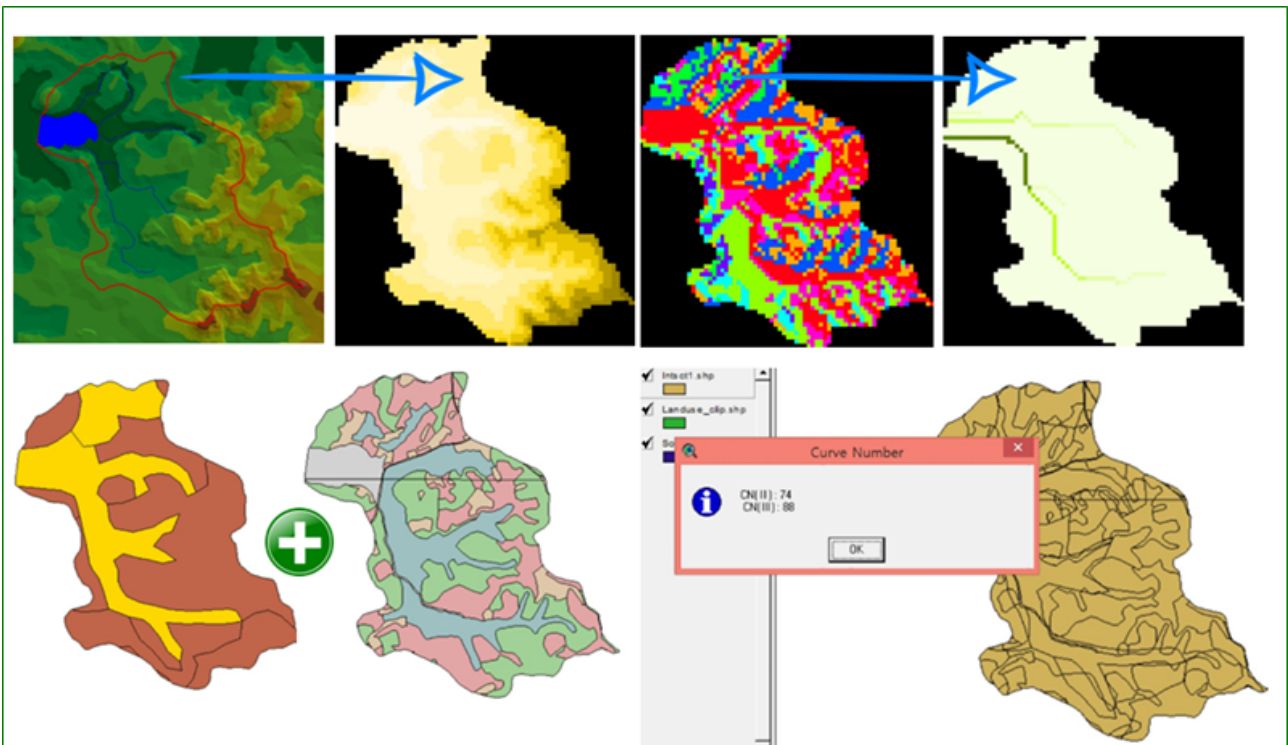 Intsct1.shp
Landuse_clip.shp
So
Curve Number
CN(II) : 74
CN(III) : 88
OK